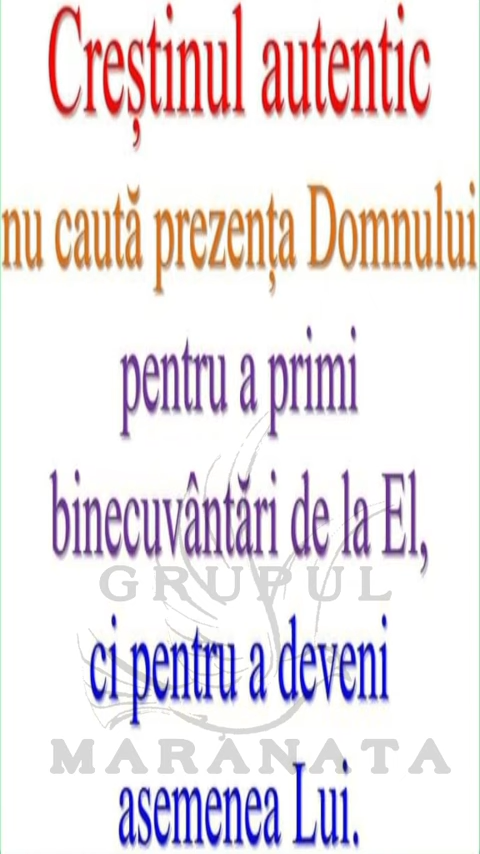 Creștinul autentic
nu caută prezența Domnului
pentru a primi
binecuvântări de la El,
GRUPUL
ci pentru a deveni
MARANATA
asemenea Lui.